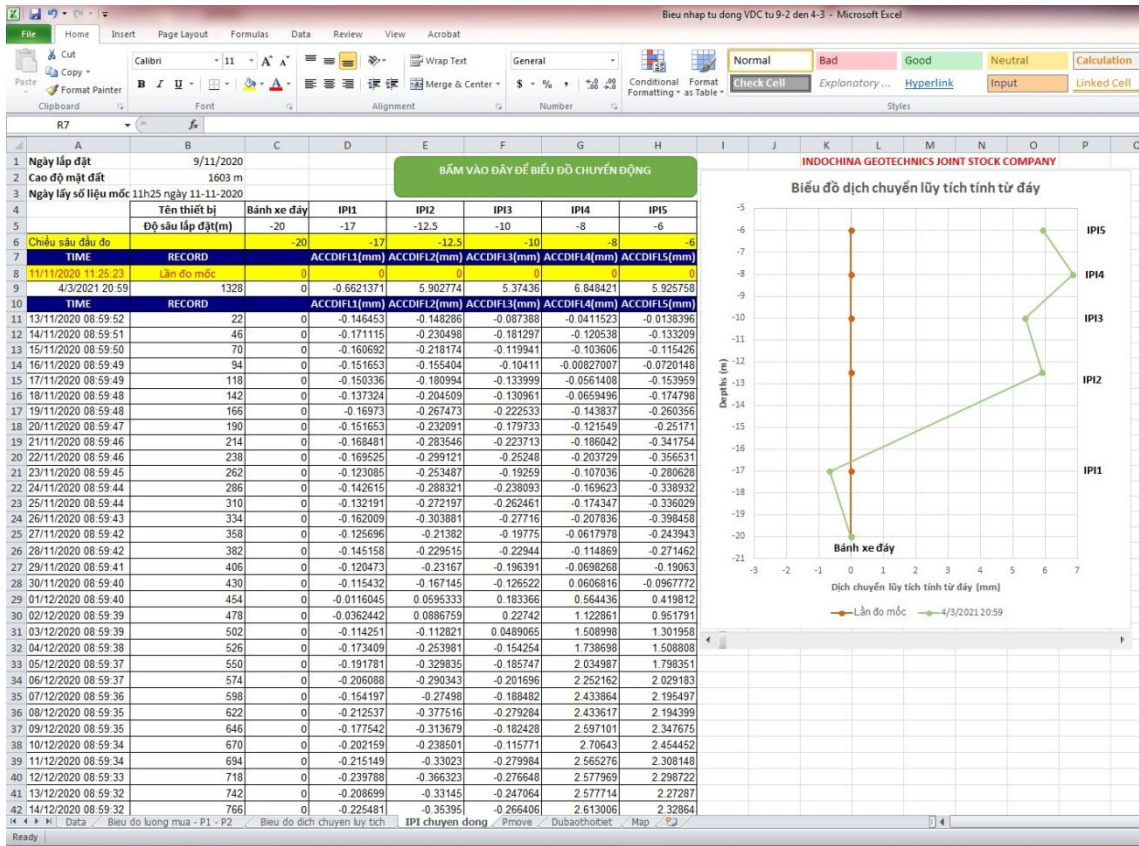 Bieu nhap tu dong VDC tu 9-2 den 4-3 - Microsoft Excel
File Home Insert Page Layout Formulas Data Review View Acrobat
Cut
Copy
Format Painter
Paste
Calibri 11
Wrap Text
Merge & Center
General
Conditional Formatting
Format as Table
Normal Bad Good Neutral Calculation
Check Cell Explanatory ... Hyperlink Input Linked Cell
Clipboard Font Alignment Number Styles
R7 fx
A B C D E F G H I J K L M N O P Q
1 Ngày lắp đặt 9/11/2020
2 Cao độ mặt đất 1603 m
3 Ngày lấy số liệu mốc 11h25 ngày 11-11-2020
BẤM VÀO ĐÂY ĐỂ BIỂU ĐỒ CHUYỂN ĐỘNG
INDOCHINA GEOTECHNICS JOINT STOCK COMPANY
4 Tên thiết bị Bánh xe đáy IPI1 IPI2 IPI3 IPI4 IPI5
5 Độ sâu lắp đặt(m) -20 -17 -12.5 -10 -8 -6
6 Chiều sâu đầu đo -20 -17 -12.5 -10 -8 -6
7 TIME RECORD ACCDIFL1(mm) ACCDIFL2(mm) ACCDIFL3(mm) ACCDIFL4(mm) ACCDIFL5(mm)
8 11/11/2020 11:25:23 Lần đo mốc 0 0 0 0 0 0
9 4/3/2021 20:59 1328 0 -0.6621371 5.902774 5.37436 6.848421 5.925758
10 TIME RECORD ACCDIFL1(mm) ACCDIFL2(mm) ACCDIFL3(mm) ACCDIFL4(mm) ACCDIFL5(mm)
11 13/11/2020 08:59:52 22 0 -0.146453 -0.148286 -0.087388 -0.0411523 -0.0138396
12 14/11/2020 08:59:51 46 0 -0.171115 -0.230498 -0.181297 -0.120538 -0.133209
13 15/11/2020 08:59:50 70 0 -0.160692 -0.218174 -0.119941 -0.103606 -0.115426
14 16/11/2020 08:59:49 94 0 -0.151653 -0.155404 -0.10411 -0.00827007 -0.0720148
15 17/11/2020 08:59:49 118 0 -0.150336 -0.180994 -0.133999 -0.0561408 -0.153959
16 18/11/2020 08:59:48 142 0 -0.137324 -0.204509 -0.130961 -0.0659496 -0.174798
17 19/11/2020 08:59:48 166 0 -0.16973 -0.267473 -0.222533 -0.143837 -0.260356
18 20/11/2020 08:59:47 190 0 -0.151653 -0.232091 -0.179733 -0.121549 -0.25171
19 21/11/2020 08:59:46 214 0 -0.168481 -0.283546 -0.223713 -0.186042 -0.341754
20 22/11/2020 08:59:46 238 0 -0.169525 -0.299121 -0.25248 -0.203729 -0.356531
21 23/11/2020 08:59:45 262 0 -0.123085 -0.253487 -0.19259 -0.107036 -0.280628
22 24/11/2020 08:59:44 286 0 -0.142615 -0.288321 -0.238093 -0.169623 -0.338932
23 25/11/2020 08:59:44 310 0 -0.132191 -0.272197 -0.262461 -0.174347 -0.336029
24 26/11/2020 08:59:43 334 0 -0.162009 -0.303881 -0.27716 -0.207836 -0.398458
25 27/11/2020 08:59:42 358 0 -0.125696 -0.21382 -0.19775 -0.0617978 -0.243943
26 28/11/2020 08:59:42 382 0 -0.145158 -0.229515 -0.22944 -0.114869 -0.271462
27 29/11/2020 08:59:41 406 0 -0.120473 -0.23167 -0.196391 -0.0698268 -0.19063
28 30/11/2020 08:59:40 430 0 -0.115432 -0.167145 -0.126522 0.0606816 -0.0967772
29 01/12/2020 08:59:40 454 0 -0.0116045 0.0595333 0.183366 0.564436 0.419812
30 02/12/2020 08:59:39 478 0 -0.0362442 0.0886759 0.22742 1.122861 0.951791
31 03/12/2020 08:59:39 502 0 -0.114251 -0.112821 0.0489065 1.508998 1.301958
32 04/12/2020 08:59:38 526 0 -0.173409 -0.253981 -0.154254 1.738698 1.508808
33 05/12/2020 08:59:37 550 0 -0.191781 -0.329835 -0.185747 2.034987 1.798351
34 06/12/2020 08:59:37 574 0 -0.206088 -0.290343 -0.201696 2.252162 2.029183
35 07/12/2020 08:59:36 598 0 -0.154197 -0.27498 -0.188482 2.433864 2.195497
36 08/12/2020 08:59:35 622 0 -0.212537 -0.377516 -0.279284 2.433617 2.194399
37 09/12/2020 08:59:35 646 0 -0.177542 -0.313679 -0.182428 2.597101 2.347675
38 10/12/2020 08:59:34 670 0 -0.202159 -0.238501 -0.115771 2.70643 2.454452
39 11/12/2020 08:59:34 694 0 -0.215149 -0.33023 -0.279984 2.565276 2.308148
40 12/12/2020 08:59:33 718 0 -0.239788 -0.366323 -0.276648 2.577969 2.298722
41 13/12/2020 08:59:32 742 0 -0.208699 -0.33145 -0.247064 2.577714 2.27287
42 14/12/2020 08:59:32 766 0 -0.225481 -0.35395 -0.266406 2.613006 2.32864
Biểu đồ dịch chuyển lũy tích tính từ đáy
-5
-6 IPI5
-7
-8 IPI4
-9
-10 IPI3
-11
-12
Depths (m)
-13 IPI2
-14
-15
-16
-17 IPI1
-18
-19
-20
Bánh xe đáy
-21
-3 -2 -1 0 1 2 3 4 5 6 7
Dịch chuyển lũy tích tính từ đáy (mm)
Lần đo mốc 4/3/2021 20:59
Data Bieu do luong mua - P1 - P2 Bieu do dich chuyen luy tich IPI chuyen dong Pmove Dubaothoitiet Map
Ready